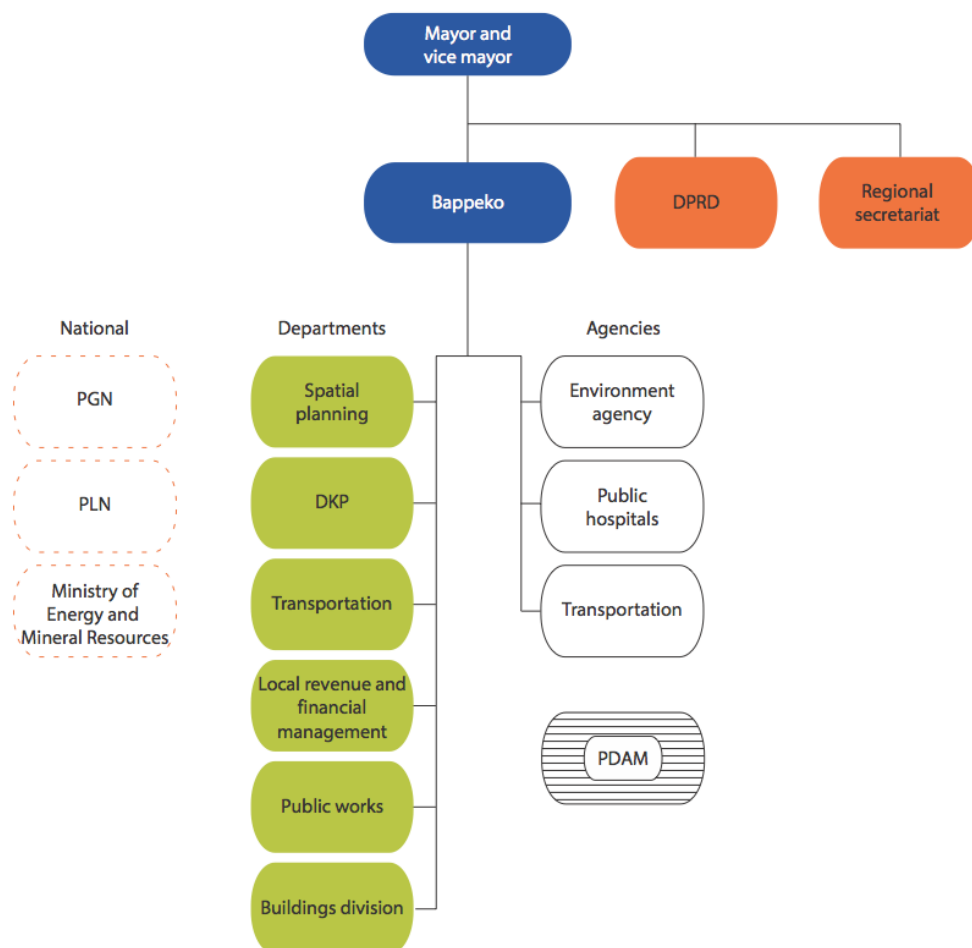 Mayor and
vice mayor
Bappeko
DPRD
Regional
secretariat
National
Departments
Agencies
PGN
Spatial
planning
Environment
agency
PLN
DKP
Public
hospitals
Ministry of
Energy and
Mineral Resources
Transportation
Transportation
Local revenue and
financial
management
PDAM
Public works
Buildings division